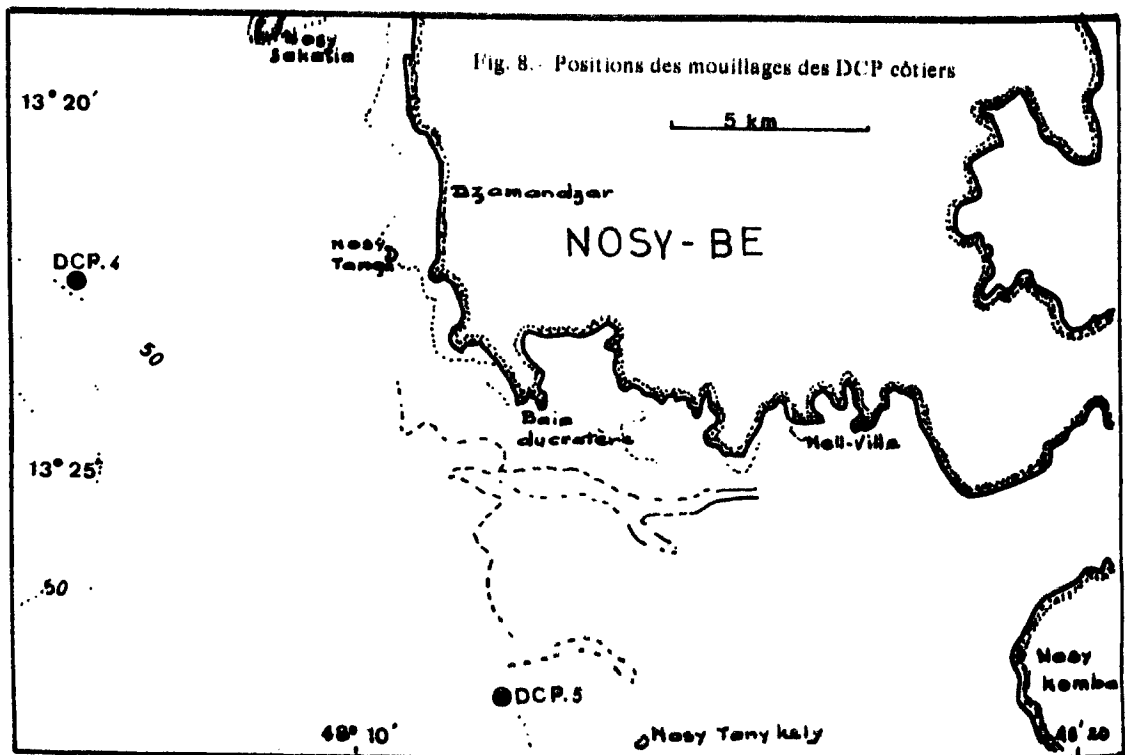 Nosy
Sakatia
Fig. 8.- Positions des mouillages des DCP côtiers
13° 20′
5 km
Dzamandzar
NOSY-BE
Nosy
Tanga
DCP.4
50
Baie
du cratère
Hell-Ville
13° 25′
50
Nosy
Komba
DCP.5
48° 10′
Nosy Tany kely
48° 20